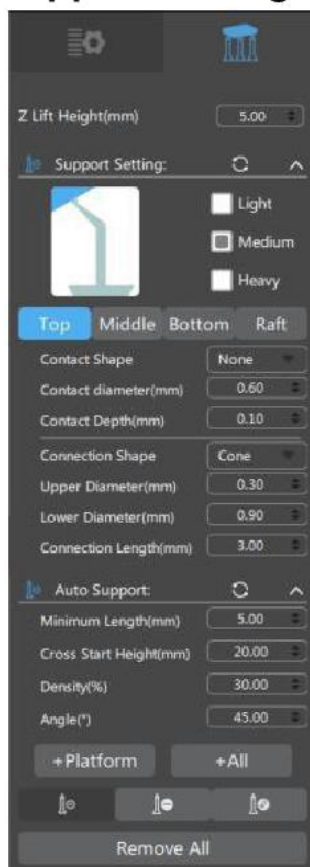 Z Lift Height(mm) 5.00
Support Setting:
Light
Medium
Heavy
Top Middle Bottom Raft
Contact Shape None
Contact diameter(mm) 0.60
Contact Depth(mm) 0.10
Connection Shape Cone
Upper Diameter(mm) 0.30
Lower Diameter(mm) 0.90
Connection Length(mm) 3.00
Auto Support:
Minimum Length(mm) 5.00
Cross Start Height(mm) 20.00
Density(%) 30.00
Angle(°) 45.00
+Platform +All
Remove All